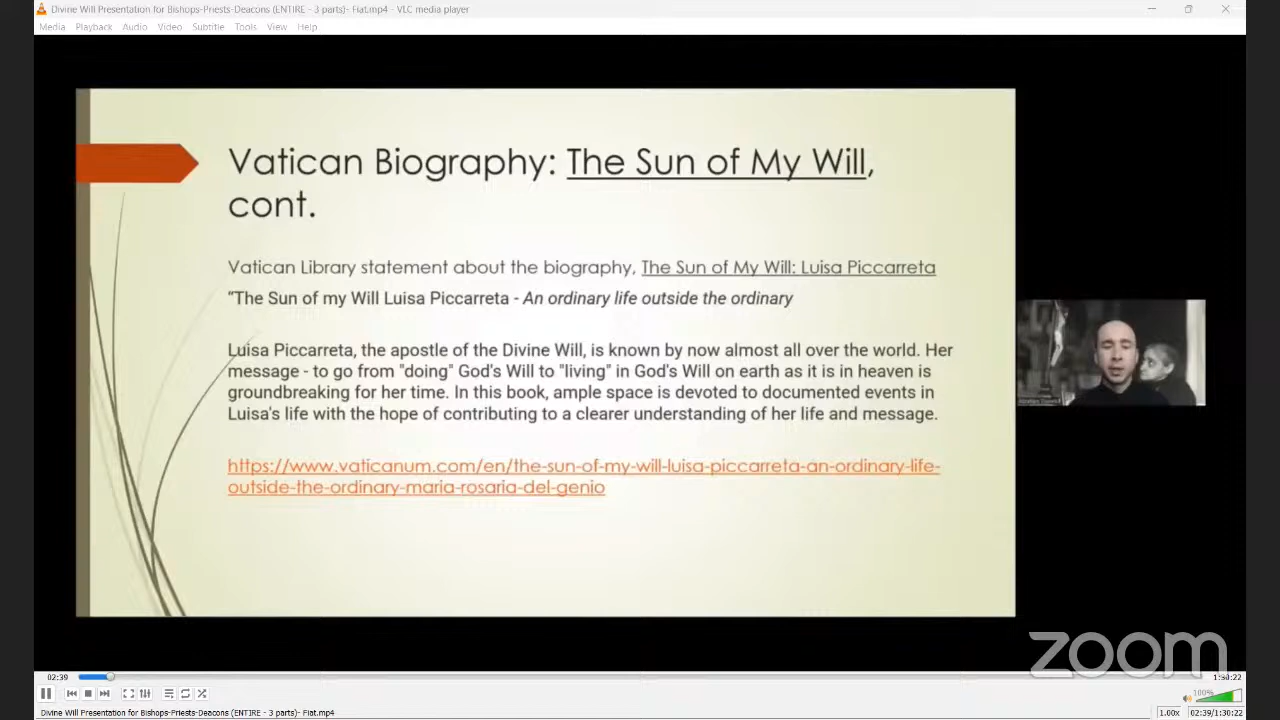 Divine Will Presentation for Bishops-Priests-Deacons (ENTIRE - 3 parts)- Fiat.mp4 - VLC media player
Media Playback Audio Video Subtitle Tools View Help
Vatican Biography: The Sun of My Will,
cont.
Vatican Library statement about the biography, The Sun of My Will: Luisa Piccarreta
“The Sun of my Will Luisa Piccarreta - An ordinary life outside the ordinary
Luisa Piccarreta, the apostle of the Divine Will, is known by now almost all over the world. Her
message - to go from "doing" God's Will to "living" in God's Will on earth as it is in heaven is
groundbreaking for her time. In this book, ample space is devoted to documented events in
Luisa's life with the hope of contributing to a clearer understanding of her life and message.
https://www.vaticanum.com/en/the-sun-of-my-will-luisa-piccarreta-an-ordinary-life-
outside-the-ordinary-maria-rosaria-del-genio
zoom
02:39
1:30:22
100%
Divine Will Presentation for Bishops-Priests-Deacons (ENTIRE - 3 parts)- Fiat.mp4
1.00x
02:39/1:30:22